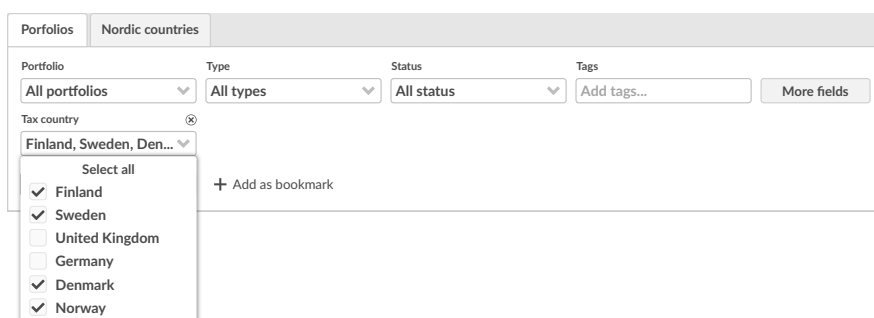 Porfolios Nordic countries
Portfolio Type Status Tags
All portfolios All types All status Add tags... More fields
Tax country
Finland, Sweden, Den...
Select all
+ Add as bookmark
Finland
Sweden
United Kingdom
Germany
Denmark
Norway